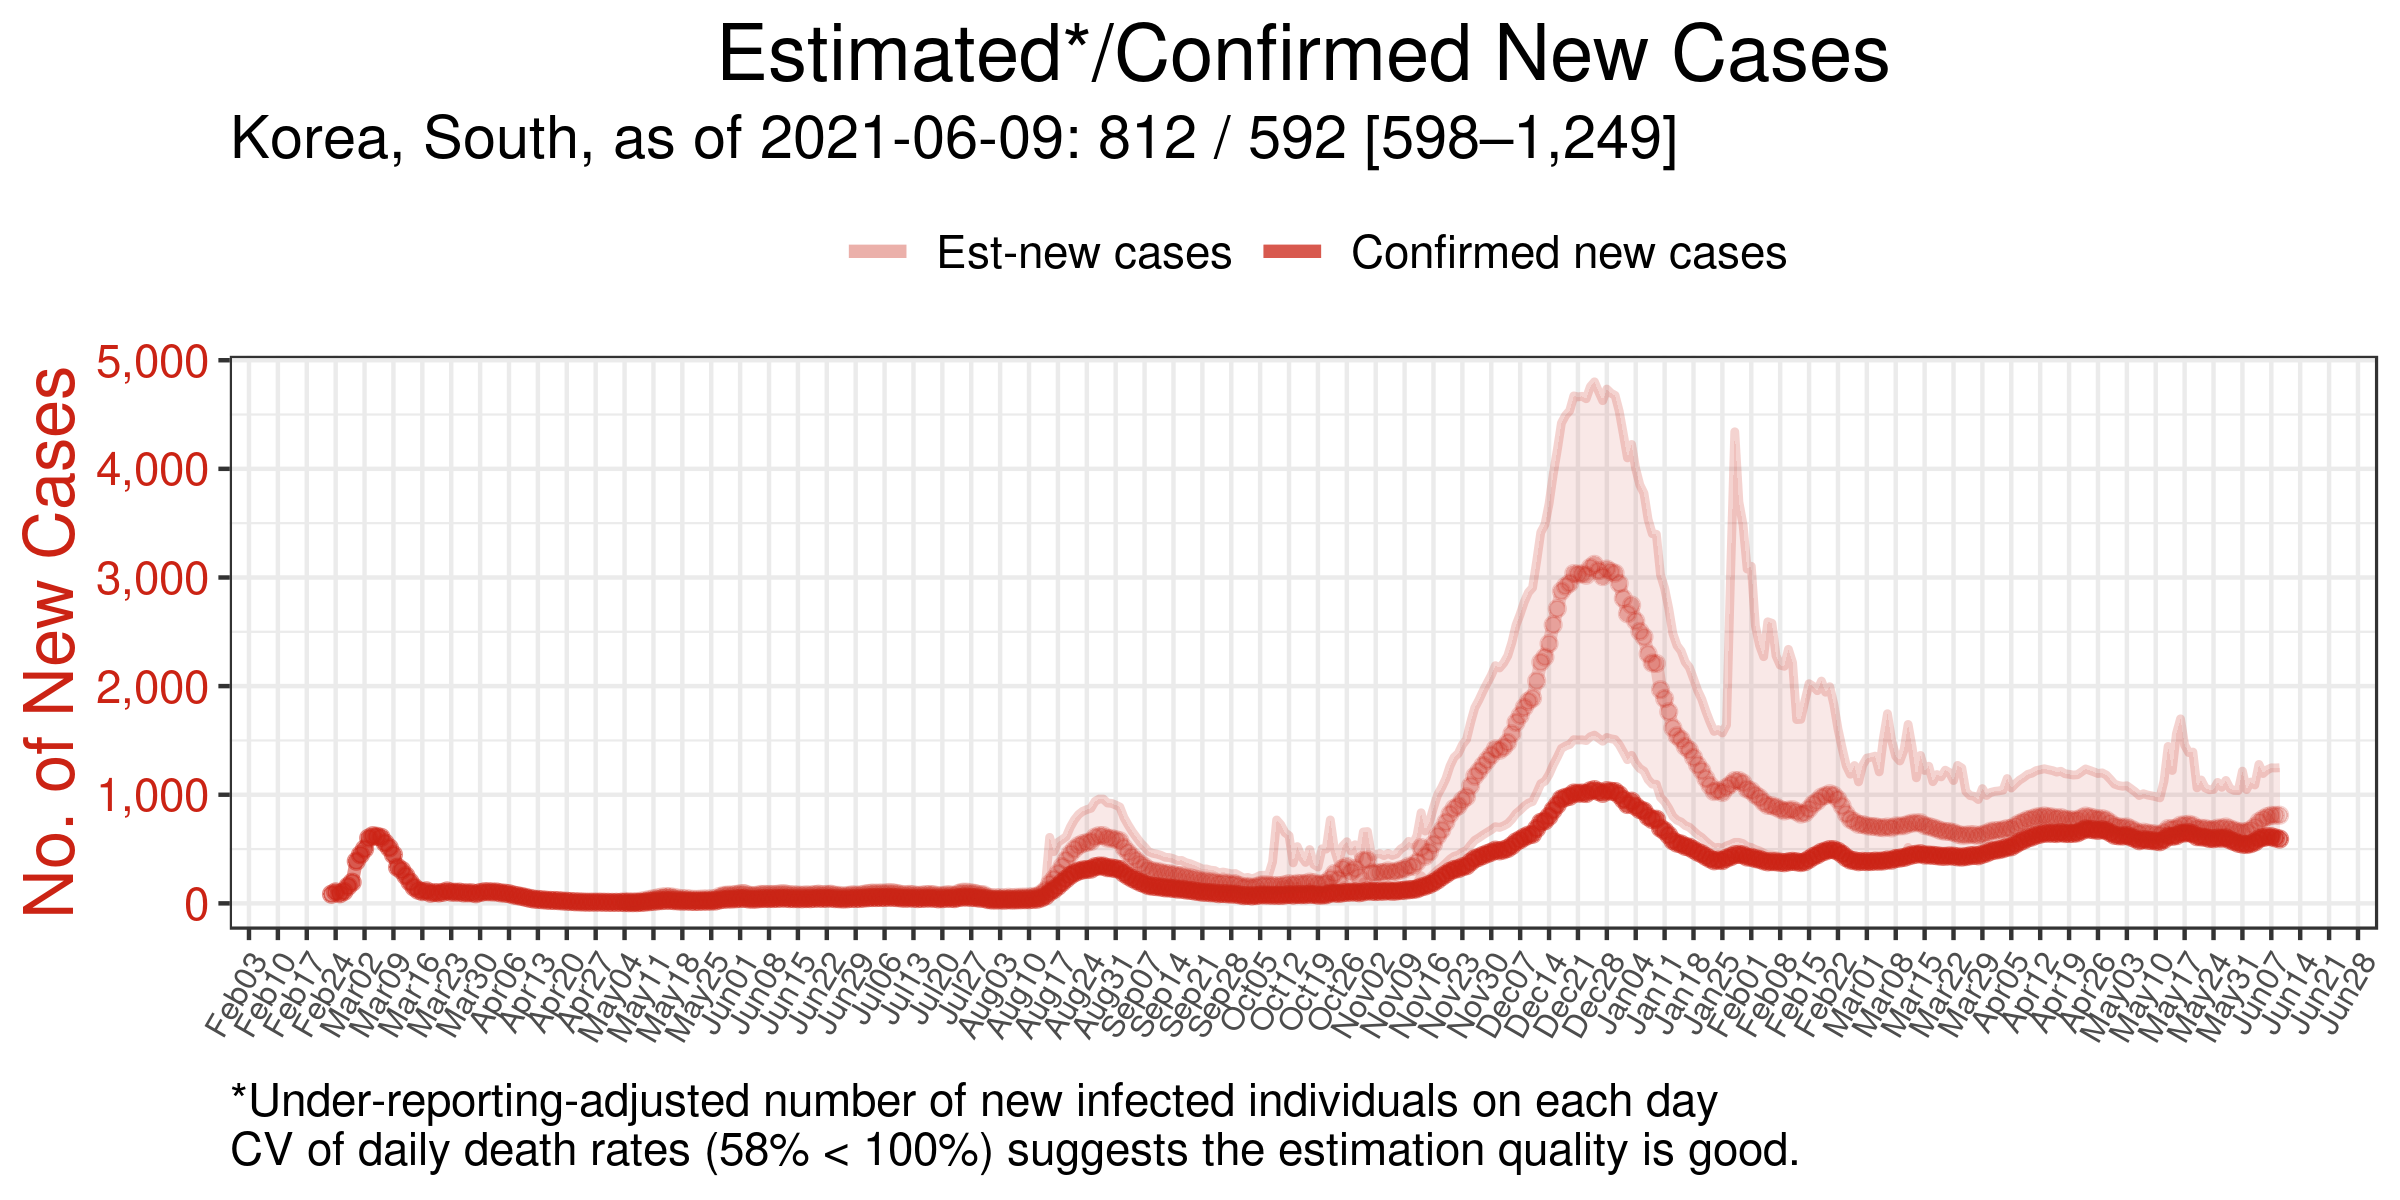 Estimated*/Confirmed New Cases
Korea, South, as of 2021-06-09: 812 / 592 [598–1,249]
Est-new cases Confirmed new cases
No. of New Cases
5,000
4,000
3,000
2,000
1,000
0
Feb03 Feb10 Feb17 Feb24 Mar02 Mar09 Mar16 Mar23 Mar30 Apr06 Apr13 Apr20 Apr27 May04 May11 May18 May25 Jun01 Jun08 Jun15 Jun22 Jun29 Jul06 Jul13 Jul20 Jul27 Aug03 Aug10 Aug17 Aug24 Aug31 Sep07 Sep14 Sep21 Sep28 Oct05 Oct12 Oct19 Oct26 Nov02 Nov09 Nov16 Nov23 Nov30 Dec07 Dec14 Dec21 Dec28 Jan04 Jan11 Jan18 Jan25 Feb01 Feb08 Feb15 Feb22 Mar01 Mar08 Mar15 Mar22 Mar29 Apr05 Apr12 Apr19 Apr26 May03 May10 May17 May24 May31 Jun07 Jun14 Jun21 Jun28
*Under-reporting-adjusted number of new infected individuals on each day
CV of daily death rates (58% < 100%) suggests the estimation quality is good.